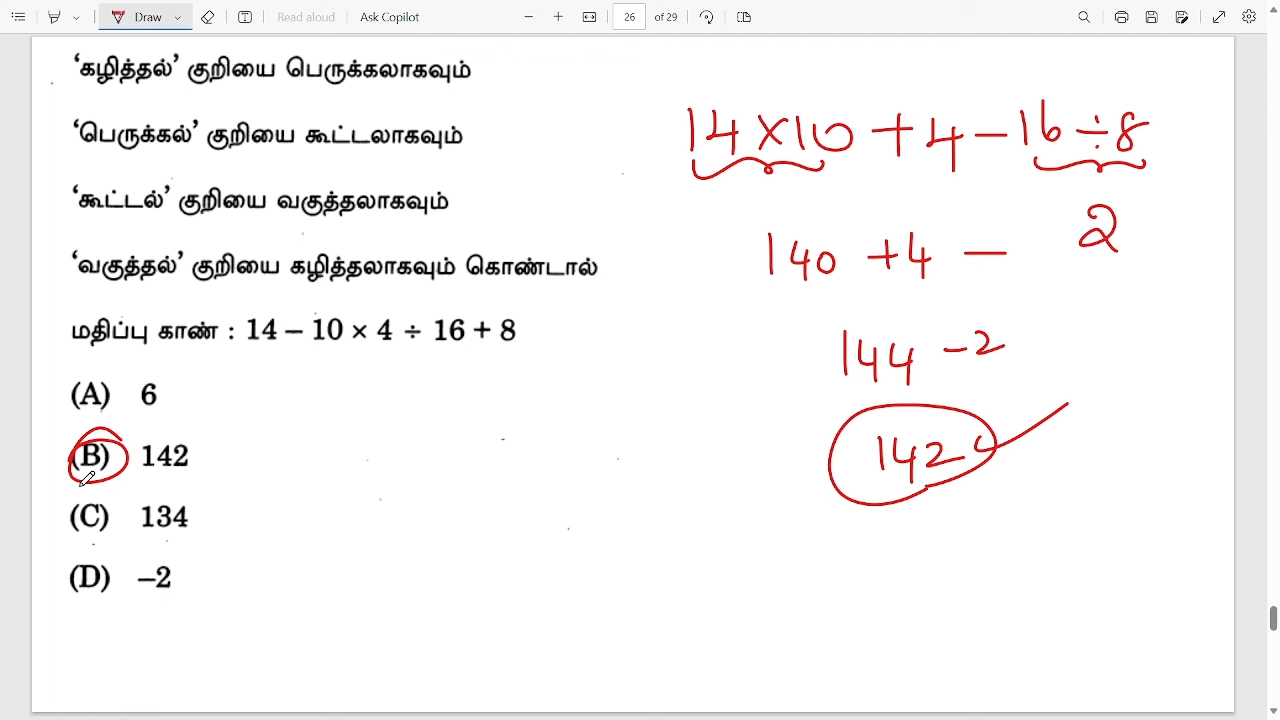 Draw
Read aloud
Ask Copilot
26
of 29
‘கழித்தல்’ குறியை பெருக்கலாகவும்
‘பெருக்கல்’ குறியை கூட்டலாகவும்
‘கூட்டல்’ குறியை வகுத்தலாகவும்
‘வகுத்தல்’ குறியை கழித்தலாகவும் கொண்டால்
மதிப்பு காண் : 14 – 10 × 4 ÷ 16 + 8
(A) 6
(B) 142
(C) 134
(D) –2
14 × 10 + 4 – 16 ÷ 8
140 + 4 – 2
144 – 2
142